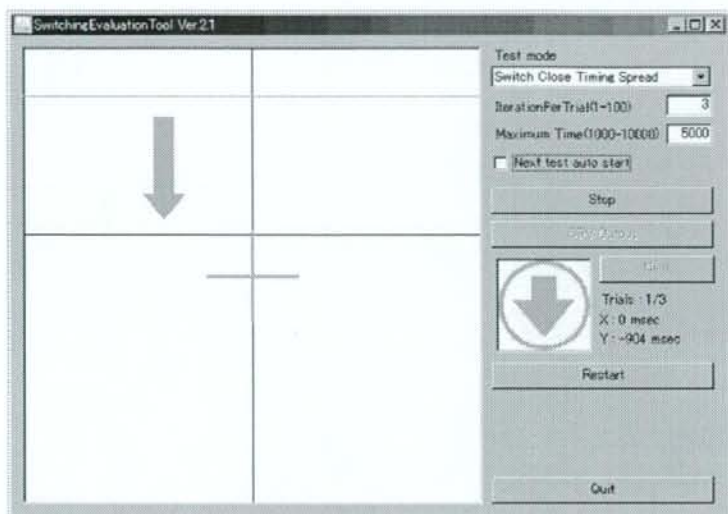 SwitchingEvaluationTool Ver.2.1
Test mode
Switch Close Timing Spread
IterationPerTrial(1-100) 3
Maximum Time(1000-10000) 5000
Next test auto start
Stop
Trials : 1/3
X : 0 msec
Y : -904 msec
Restart
Quit